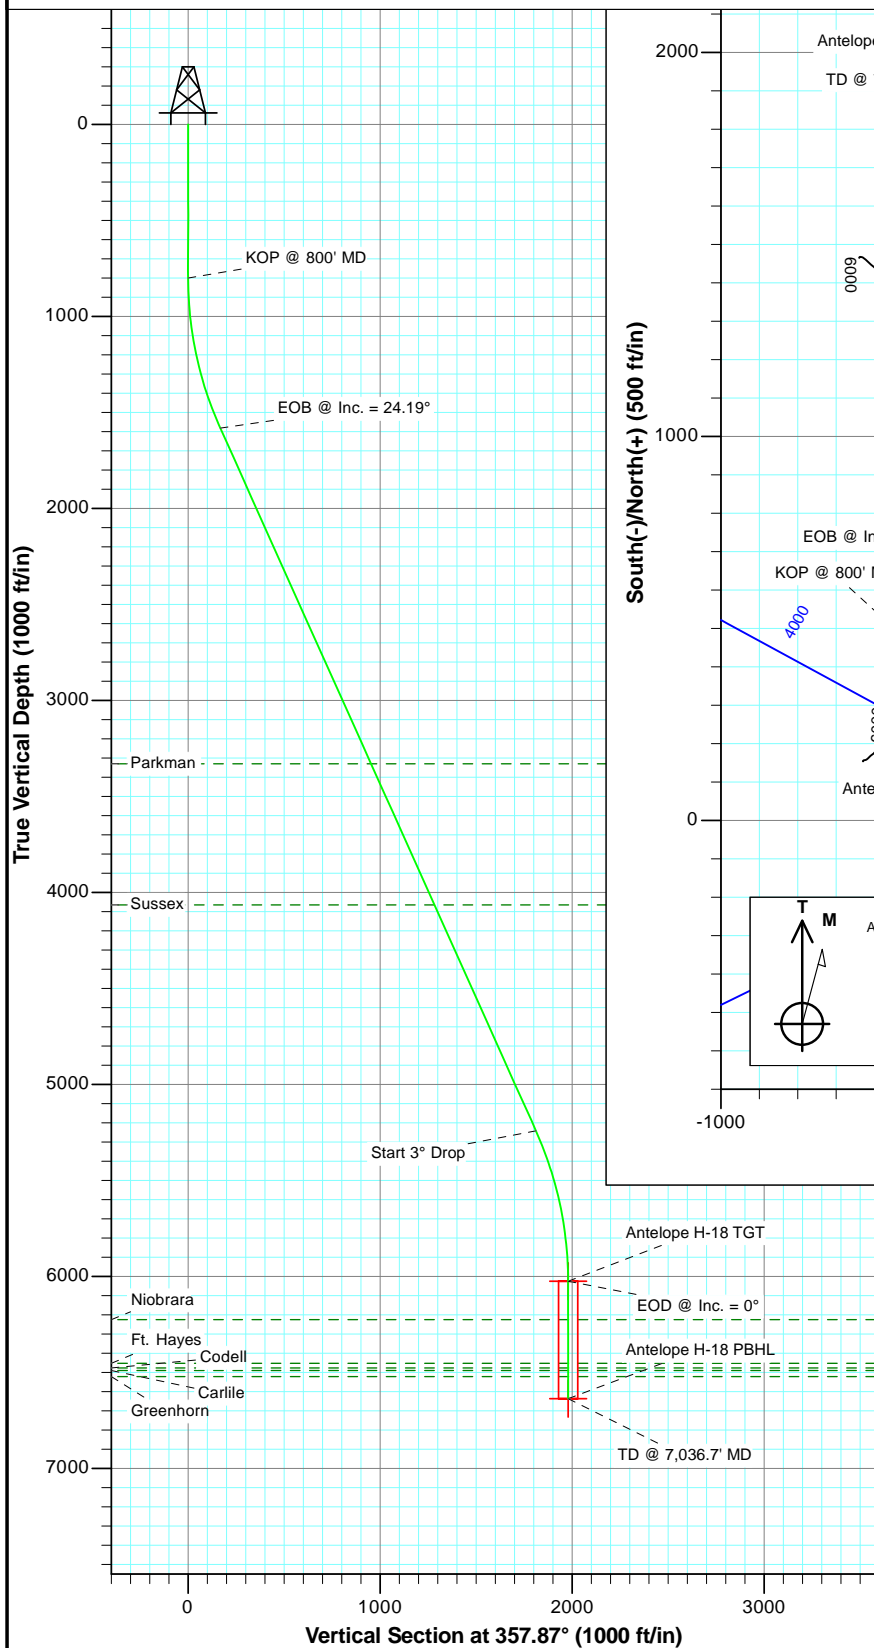 True Vertical Depth (1000 ft/in)
0
1000
2000
3000
4000
5000
6000
7000
KOP @ 800' MD
EOB @ Inc. = 24.19°
Parkman
Sussex
Start 3° Drop
Antelope H-18 TGT
EOD @ Inc. = 0°
Niobrara
Ft. Hayes
Codell
Carlile
Greenhorn
Antelope H-18 PBHL
TD @ 7,036.7' MD
0
1000
2000
3000
Vertical Section at 357.87° (1000 ft/in)
South(-)/North(+) (500 ft/in)
2000
1000
0
-1000
Antelope
TD @
6000
EOB @ In
KOP @ 800'
4000
Ante
T
M
A